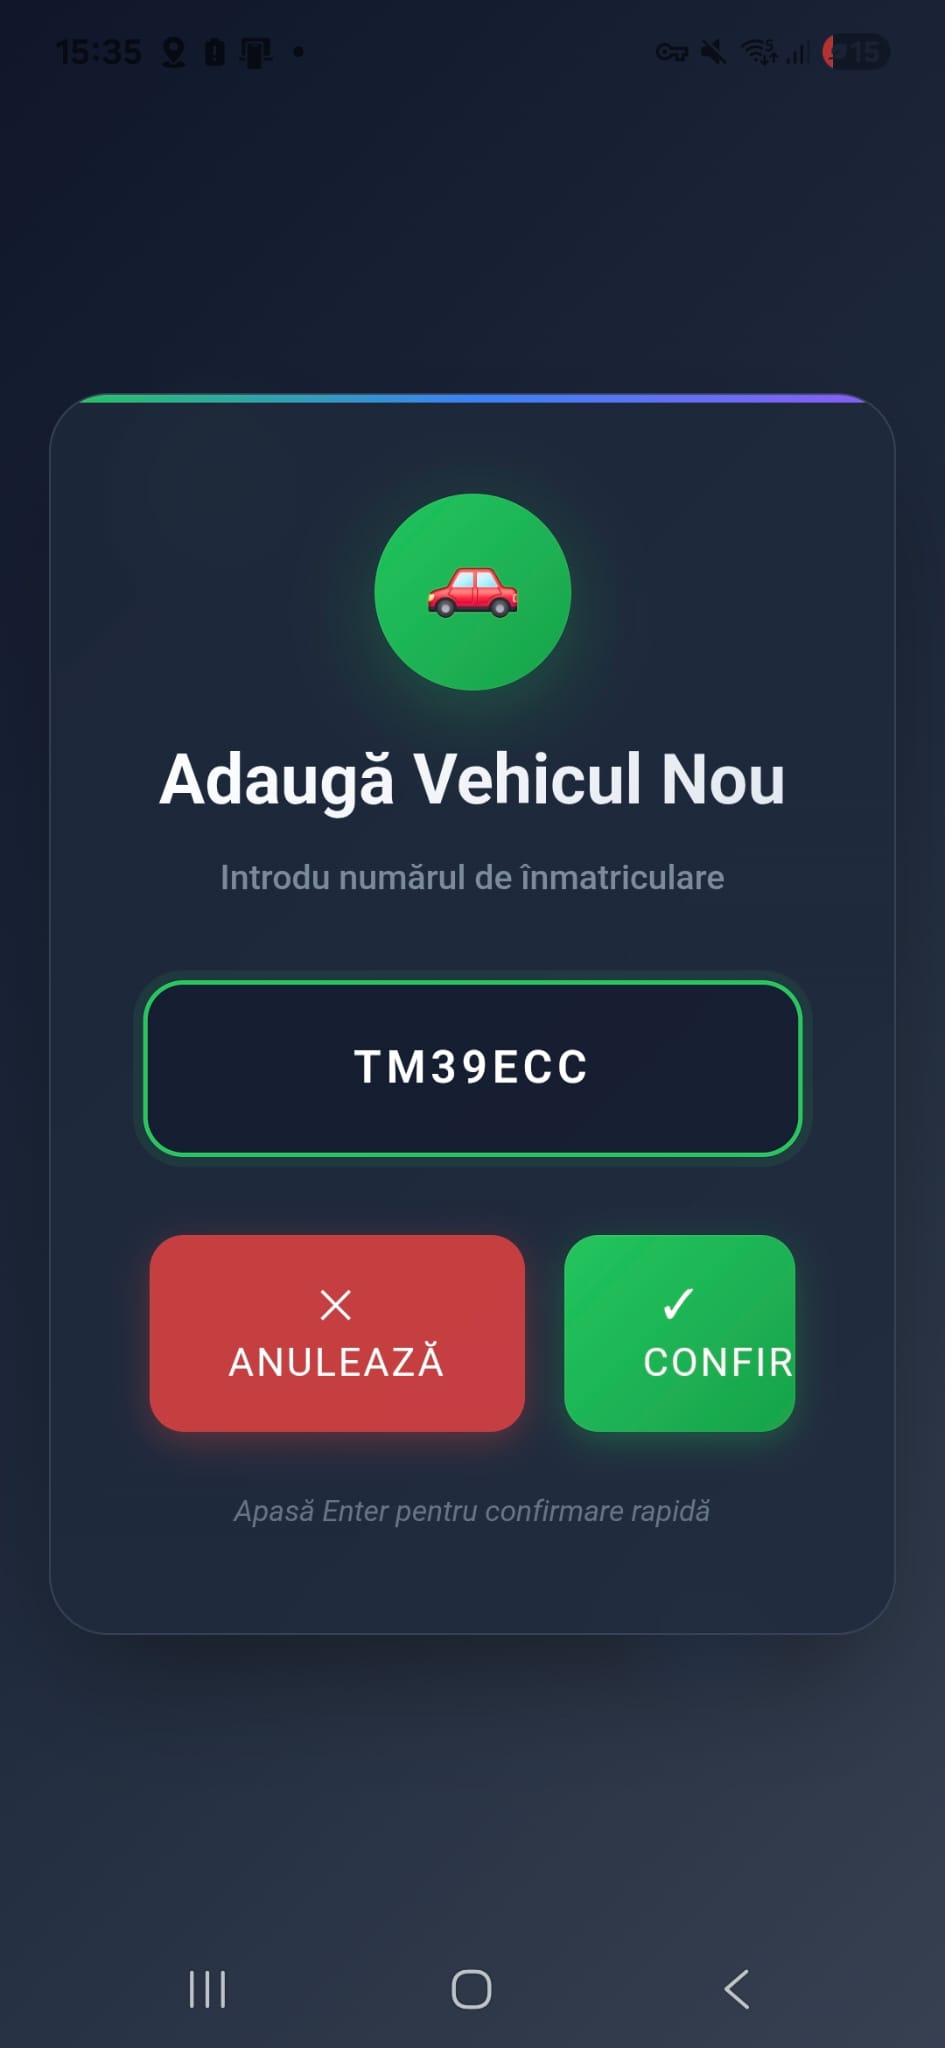 15:35
15
Adaugă Vehicul Nou
Introdu numărul de înmatriculare
TM39ECC
✕
ANULEAZĂ
✓
CONFIR
Apasă Enter pentru confirmare rapidă